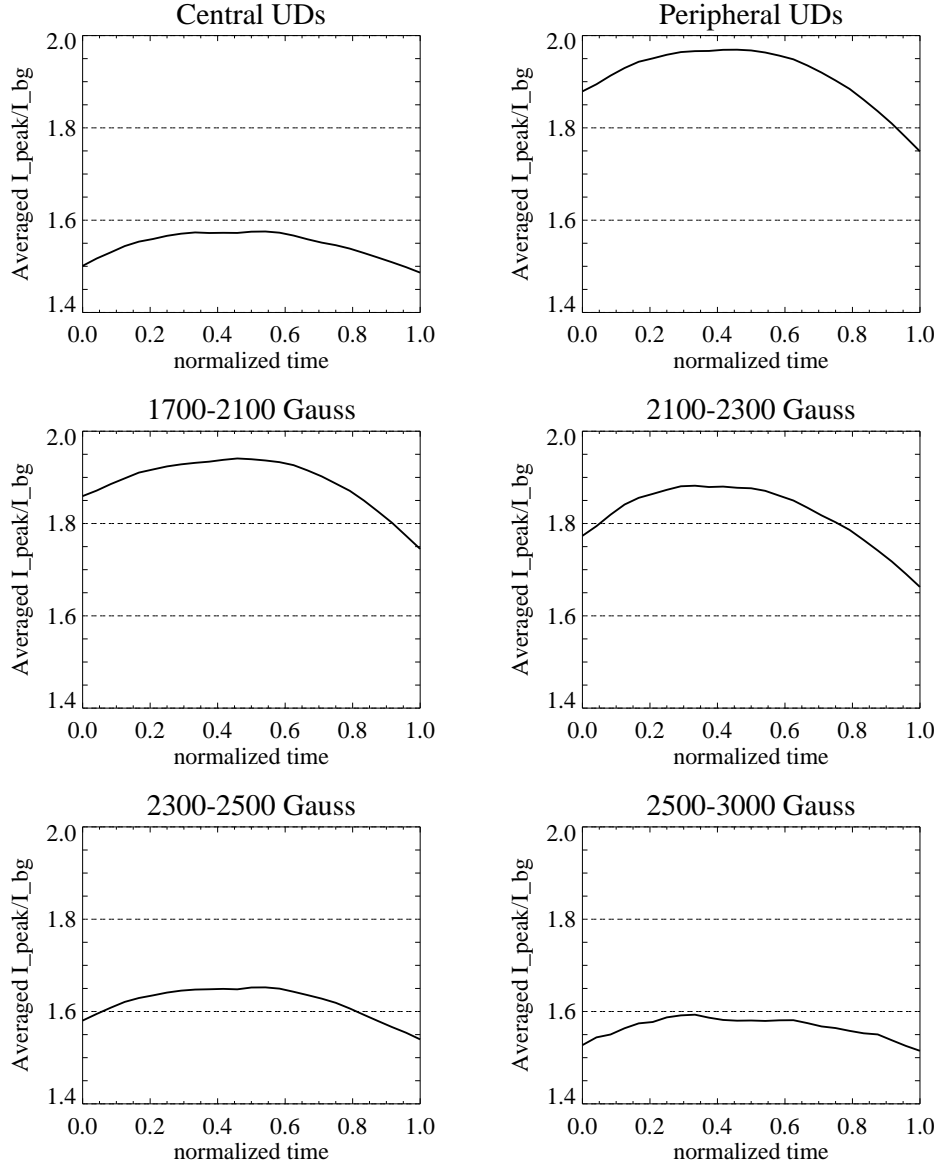 Central UDs
2.0
1.8
1.6
1.4
Averaged I_peak/I_bg
0.0 0.2 0.4 0.6 0.8 1.0
normalized time
Peripheral UDs
2.0
1.8
1.6
1.4
Averaged I_peak/I_bg
0.0 0.2 0.4 0.6 0.8 1.0
normalized time
1700-2100 Gauss
2.0
1.8
1.6
1.4
Averaged I_peak/I_bg
0.0 0.2 0.4 0.6 0.8 1.0
normalized time
2100-2300 Gauss
2.0
1.8
1.6
1.4
Averaged I_peak/I_bg
0.0 0.2 0.4 0.6 0.8 1.0
normalized time
2300-2500 Gauss
2.0
1.8
1.6
1.4
Averaged I_peak/I_bg
0.0 0.2 0.4 0.6 0.8 1.0
normalized time
2500-3000 Gauss
2.0
1.8
1.6
1.4
Averaged I_peak/I_bg
0.0 0.2 0.4 0.6 0.8 1.0
normalized time